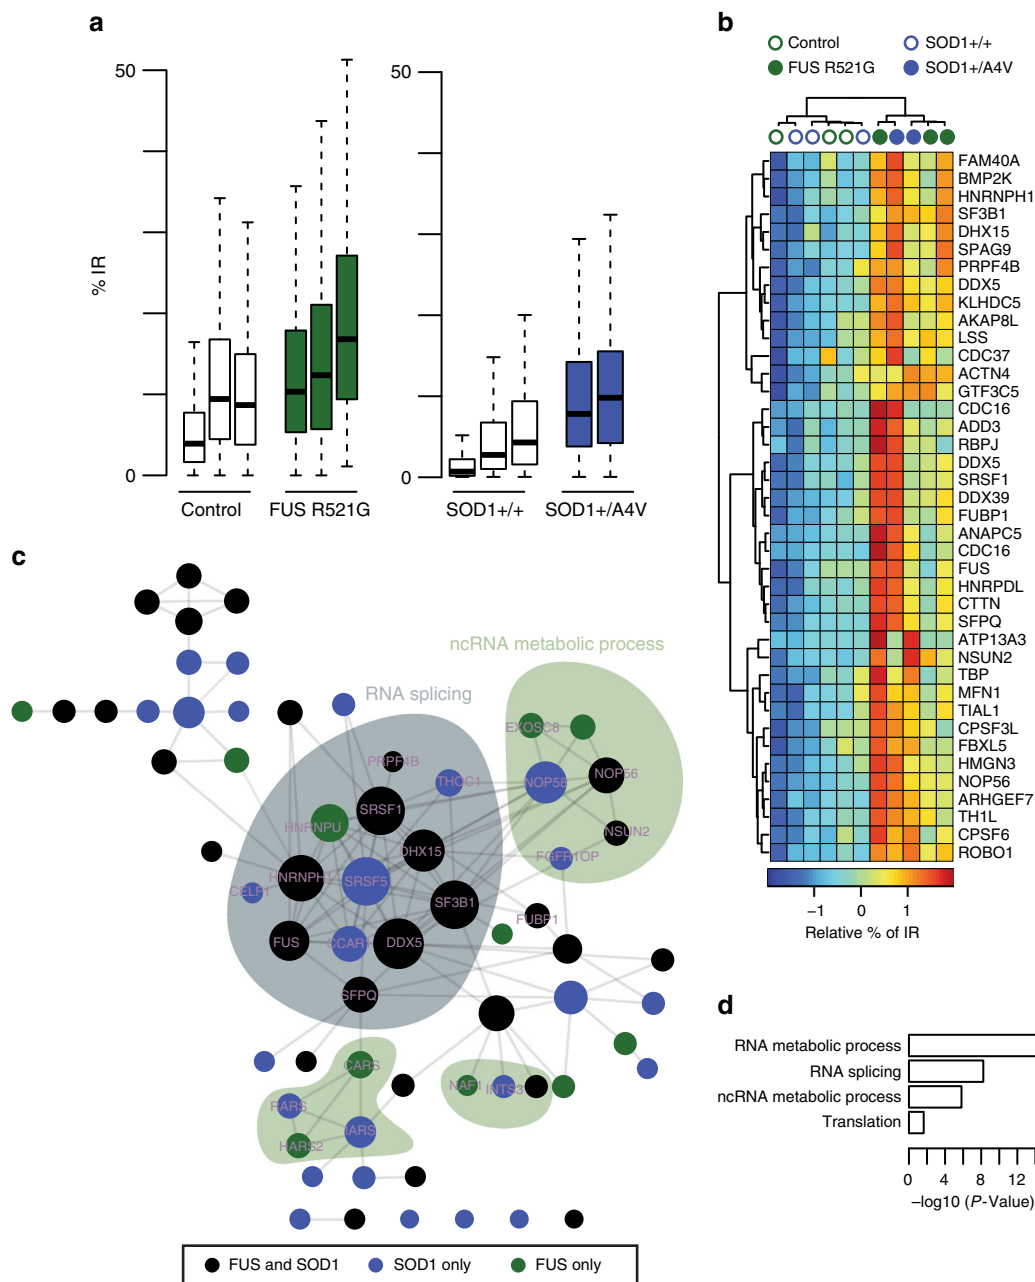 a
50
% IR
0
Control
FUS R521G
50
0
SOD1+/+
SOD1+/A4V
b
Control
SOD1+/+
FUS R521G
SOD1+/A4V
FAM40A
BMP2K
HNRNPH1
SF3B1
DHX15
SPAG9
PRPF4B
DDX5
KLHDC5
AKAP8L
LSS
CDC37
ACTN4
GTF3C5
CDC16
ADD3
RBPJ
DDX5
SRSF1
DDX39
FUBP1
ANAPC5
CDC16
FUS
HNRPDL
CTTN
SFPQ
ATP13A3
NSUN2
TBP
MFN1
TIAL1
CPSF3L
FBXL5
HMGN3
NOP56
ARHGEF7
TH1L
CPSF6
ROBO1
−1 0 1
Relative % of IR
c
ncRNA metabolic process
RNA splicing
EXOSC8
PRPF4B
THOC1
NOP58
NOP56
SRSF1
HNRNPU
NSUN2
DHX15
FGFR1OP
HNRNPH1
SRSF5
CELF1
SF3B1
FUBP1
FUS
CCAR
DDX5
SFPQ
CARS
NAF1
INTS3
RARS
IARS
HARS2
FUS and SOD1
SOD1 only
FUS only
d
RNA metabolic process
RNA splicing
ncRNA metabolic process
Translation
0 4 8 12
−log10 (P-Value)